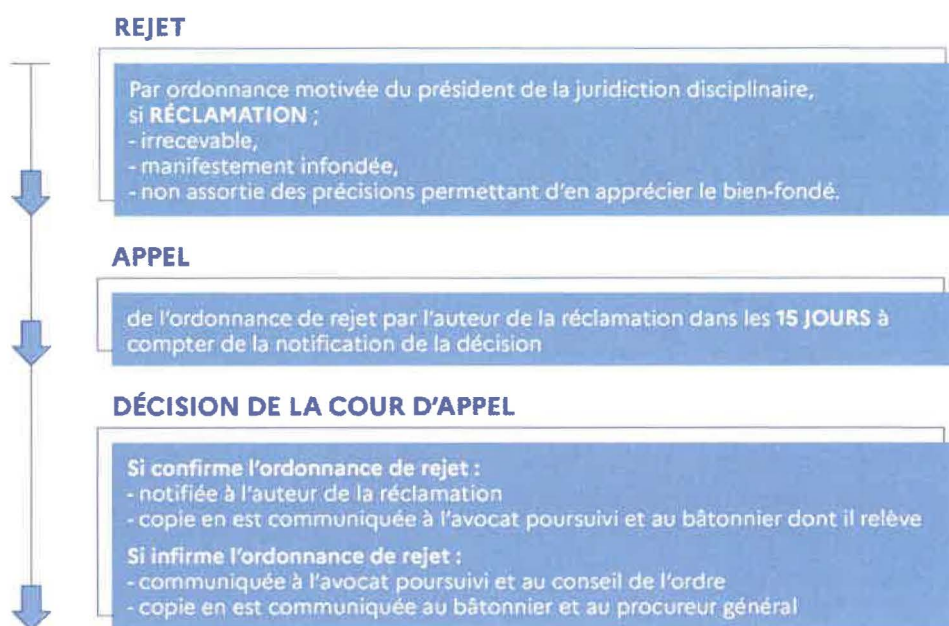 REJET
Par ordonnance motivée du président de la juridiction disciplinaire,
si RÉCLAMATION ;
- irrecevable,
- manifestement infondée,
- non assortie des précisions permettant d'en apprécier le bien-fondé.
APPEL
de l'ordonnance de rejet par l'auteur de la réclamation dans les 15 JOURS à
compter de la notification de la décision
DÉCISION DE LA COUR D'APPEL
Si confirme l'ordonnance de rejet :
- notifiée à l'auteur de la réclamation
- copie en est communiquée à l'avocat poursuivi et au bâtonnier dont il relève
Si infirme l'ordonnance de rejet :
- communiquée à l'avocat poursuivi et au conseil de l'ordre
- copie en est communiquée au bâtonnier et au procureur général